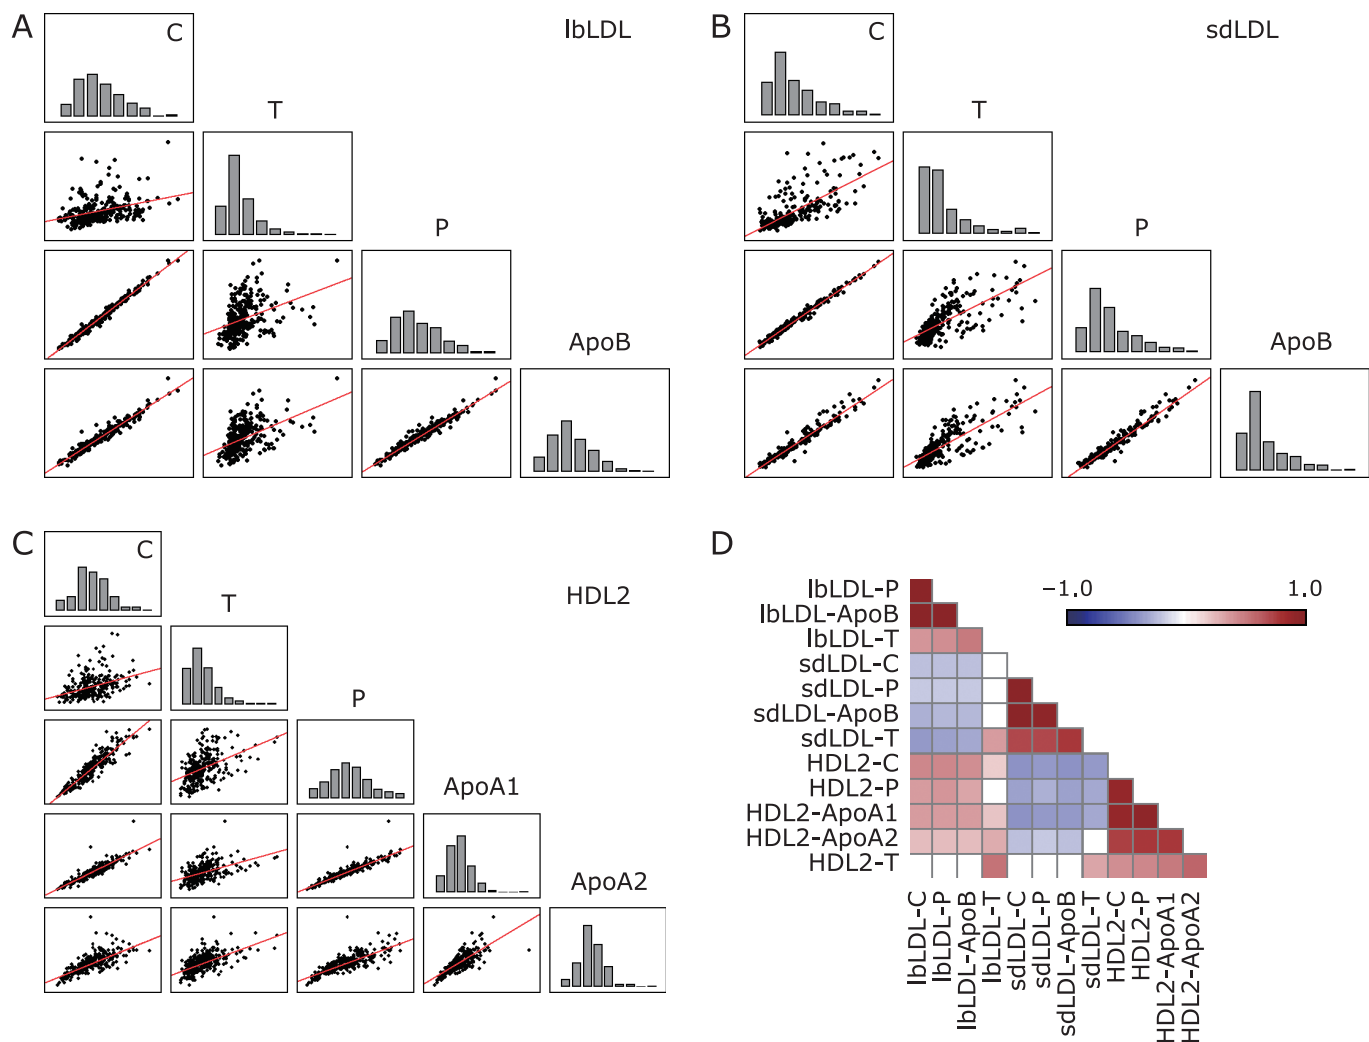 A
C
lbLDL
T
P
ApoB
B
C
sdLDL
T
P
ApoB
C
C
HDL2
T
P
ApoA1
ApoA2
D
−1.0 1.0
lbLDL-P
lbLDL-ApoB
lbLDL-T
sdLDL-C
sdLDL-P
sdLDL-ApoB
sdLDL-T
HDL2-C
HDL2-P
HDL2-ApoA1
HDL2-ApoA2
HDL2-T
lbLDL-C
lbLDL-P
lbLDL-ApoB
lbLDL-T
sdLDL-C
sdLDL-P
sdLDL-ApoB
sdLDL-T
HDL2-C
HDL2-P
HDL2-ApoA1
HDL2-ApoA2